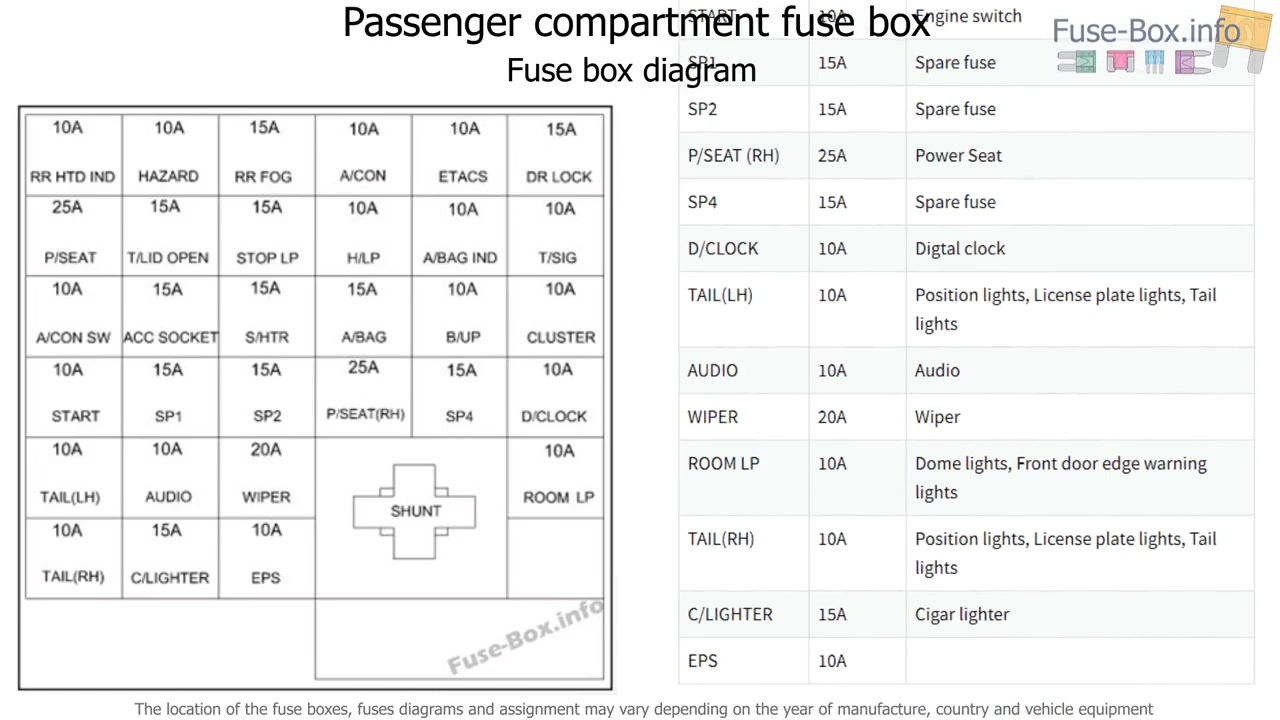 Passenger compartment fuse box
Fuse box diagram
Fuse-Box.info
10A 10A 15A 10A 10A 15A
RR HTD IND HAZARD RR FOG A/CON ETACS DR LOCK
25A 15A 15A 10A 10A 10A
P/SEAT T/LID OPEN STOP LP H/LP A/BAG IND T/SIG
10A 15A 15A 15A 10A 10A
A/CON SW ACC SOCKET S/HTR A/BAG B/UP CLUSTER
10A 15A 15A 25A 15A 10A
START SP1 SP2 P/SEAT(RH) SP4 D/CLOCK
10A 10A 20A 10A
TAIL(LH) AUDIO WIPER SHUNT ROOM LP
10A 15A 10A
TAIL(RH) C/LIGHTER EPS
Fuse-Box.info
START 10A Engine switch
SP1 15A Spare fuse
SP2 15A Spare fuse
P/SEAT (RH) 25A Power Seat
SP4 15A Spare fuse
D/CLOCK 10A Digtal clock
TAIL(LH) 10A Position lights, License plate lights, Tail
lights
AUDIO 10A Audio
WIPER 20A Wiper
ROOM LP 10A Dome lights, Front door edge warning
lights
TAIL(RH) 10A Position lights, License plate lights, Tail
lights
C/LIGHTER 15A Cigar lighter
EPS 10A
The location of the fuse boxes, fuses diagrams and assignment may vary depending on the year of manufacture, country and vehicle equipment